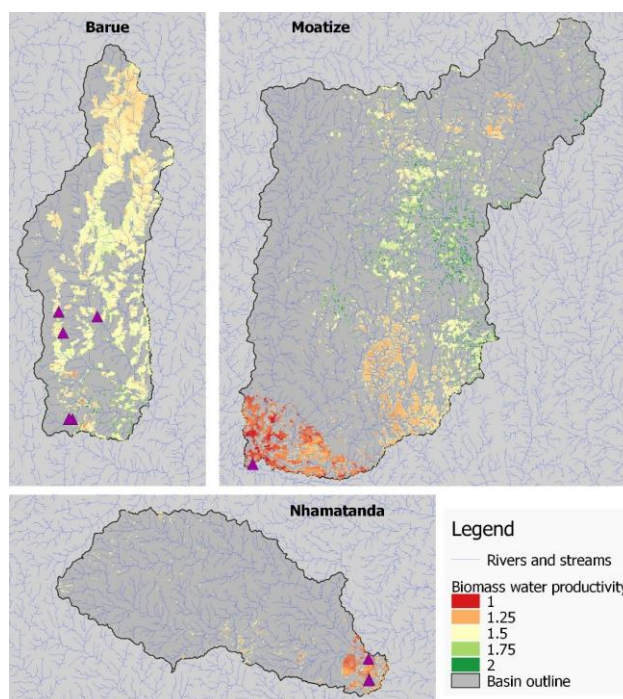 Barue
Moatize
Nhamatanda
Legend
Rivers and streams
Biomass water productivity
1
1.25
1.5
1.75
2
Basin outline